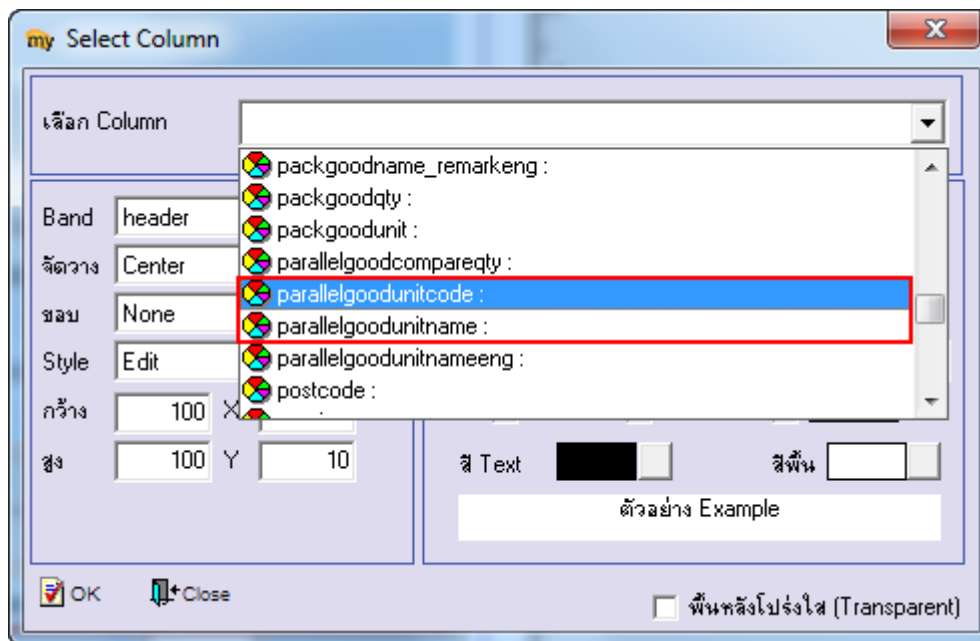 my Select Column
เลือก Column
packgoodname_remarkeng :
packgoodqty :
packgoodunit :
parallelgoodcompareqty :
parallelgoodunitcode :
parallelgoodunitname :
parallelgoodunitnameeng :
postcode :
Band header
จัดวาง Center
ขอบ None
Style Edit
กว้าง 100 X
สูง 100 Y 10
สี Text สีพื้น
ตัวอย่าง Example
OK Close
พื้นหลังโปร่งใส (Transparent)